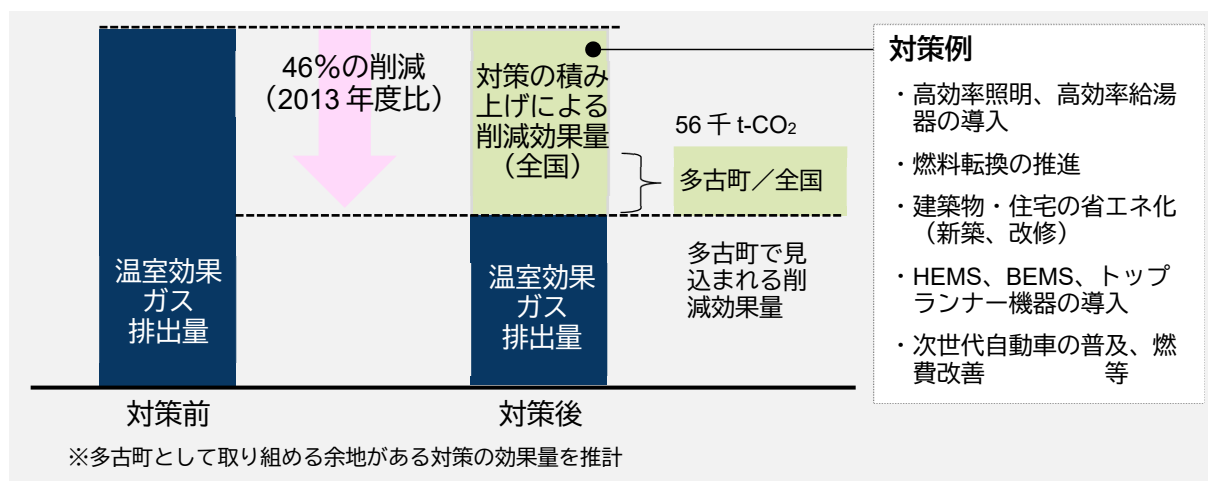 46%の削減
（2013 年度比）
対策の積み
上げによる
削減効果量
（全国）
56 千 t-CO2
多古町／全国
多古町で見
込まれる削
減効果量
温室効果
ガス
排出量
温室効果
ガス
排出量
対策前
対策後
※多古町として取り組める余地がある対策の効果量を推計
対策例
・高効率照明、高効率給湯
器の導入
・燃料転換の推進
・建築物・住宅の省エネ化
（新築、改修）
・HEMS、BEMS、トップ
ランナー機器の導入
・次世代自動車の普及、燃
費改善　　　　　等